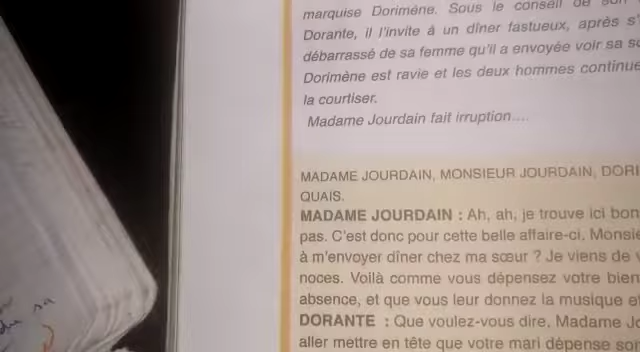 marquise Dorimène. Sous le conseil de son
Dorante, il l'invite à un dîner fastueux, après s'
débarrassé de sa femme qu'il a envoyée voir sa
Dorimène est ravie et les deux hommes continue
la courtiser.
Madame Jourdain fait irruption....
MADAME JOURDAIN, MONSIEUR JOURDAIN, DORI
QUAIS.
MADAME JOURDAIN : Ah, ah, je trouve ici bon
pas. C'est donc pour cette belle affaire-ci, Monsie
à m'envoyer dîner chez ma sœur ? Je viens de
noces. Voilà comme vous dépensez votre bien
absence, et que vous leur donnez la musique e
DORANTE : Que voulez-vous dire, Madame Jo
aller mettre en tête que votre mari dépense son
sa